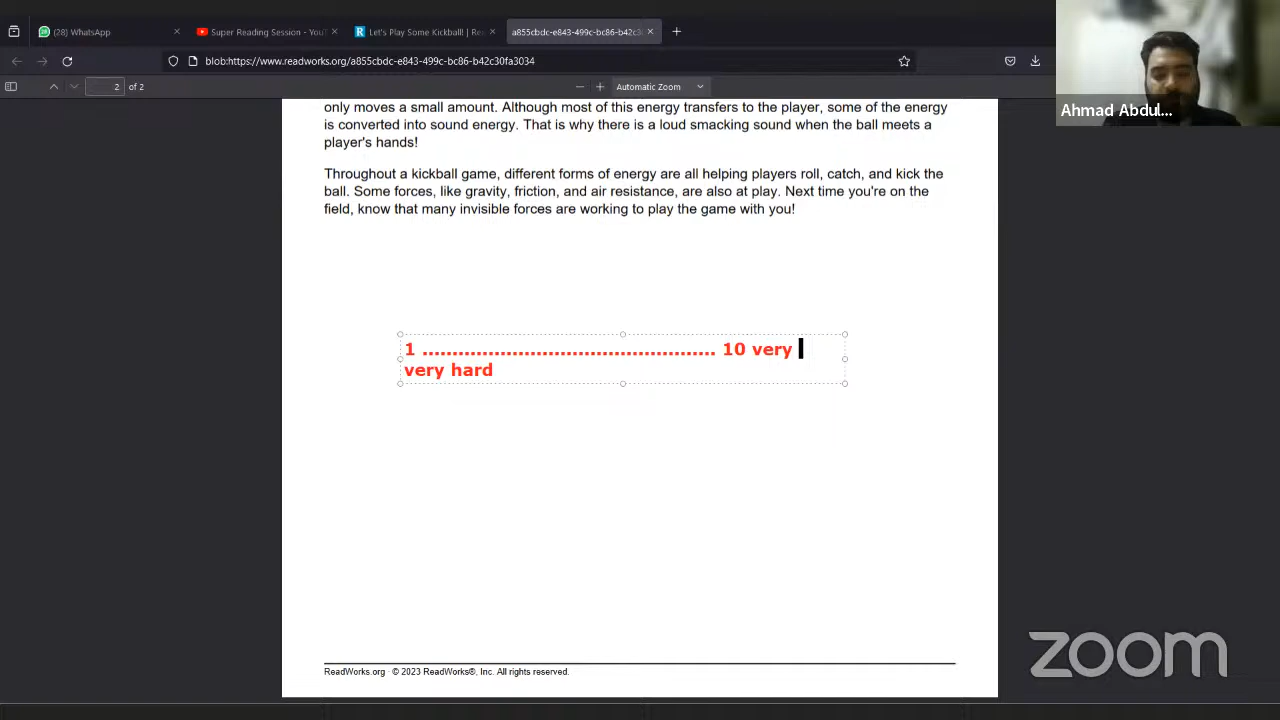 (28) WhatsApp
Super Reading Session - You
Let's Play Some Kickball! | Re
a855cbdc-e843-499c-bc86-b42c3
blob:https://www.readworks.org/a855cbdc-e843-499c-bc86-b42c30fa3034
2 of 2
Automatic Zoom
Ahmad Abdul...
only moves a small amount. Although most of this energy transfers to the player, some of the energy
is converted into sound energy. That is why there is a loud smacking sound when the ball meets a
player's hands!
Throughout a kickball game, different forms of energy are all helping players roll, catch, and kick the
ball. Some forces, like gravity, friction, and air resistance, are also at play. Next time you're on the
field, know that many invisible forces are working to play the game with you!
1 ................................................. 10 very
very hard
ReadWorks.org · © 2023 ReadWorks®, Inc. All rights reserved.
zoom